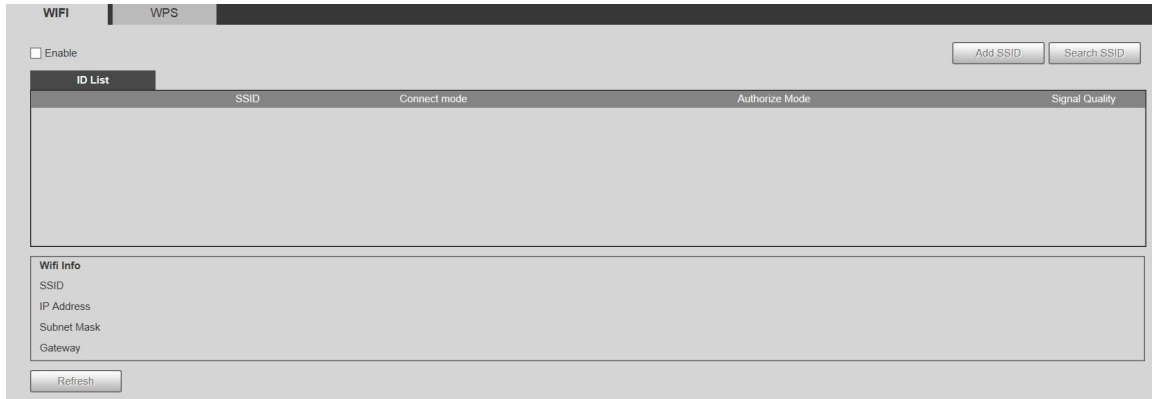 WIFI WPS
Enable Add SSID Search SSID
ID List
SSID Connect mode Authorize Mode Signal Quality
Wifi Info
SSID
IP Address
Subnet Mask
Gateway
Refresh